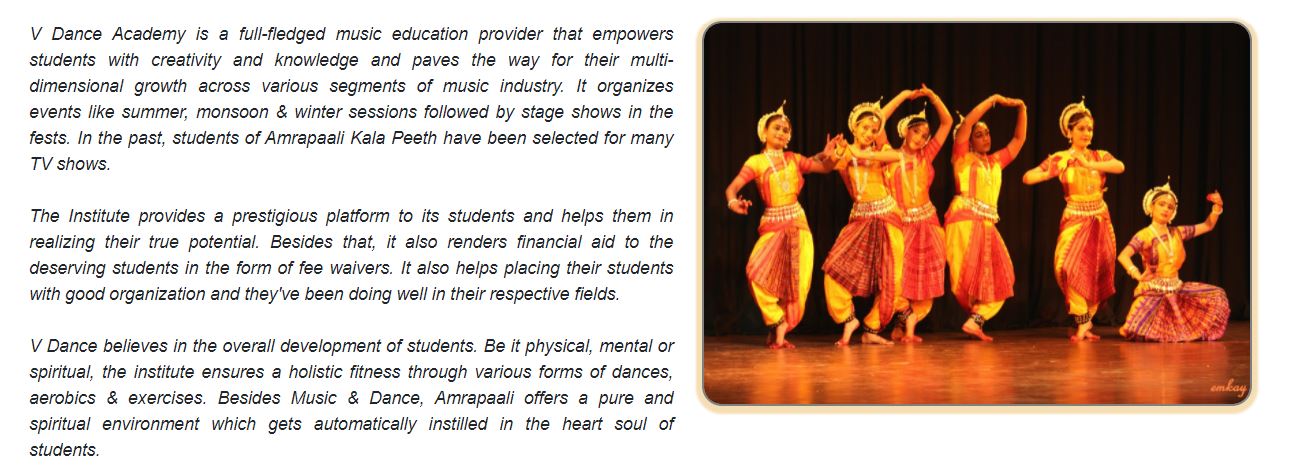 V Dance Academy is a full-fledged music education provider that empowers
students with creativity and knowledge and paves the way for their multi-
dimensional growth across various segments of music industry. It organizes
events like summer, monsoon & winter sessions followed by stage shows in the
fests. In the past, students of Amrapaali Kala Peeth have been selected for many
TV shows.
The Institute provides a prestigious platform to its students and helps them in
realizing their true potential. Besides that, it also renders financial aid to the
deserving students in the form of fee waivers. It also helps placing their students
with good organization and they've been doing well in their respective fields.
V Dance believes in the overall development of students. Be it physical, mental or
spiritual, the institute ensures a holistic fitness through various forms of dances,
aerobics & exercises. Besides Music & Dance, Amrapaali offers a pure and
spiritual environment which gets automatically instilled in the heart soul of
students.
emkay